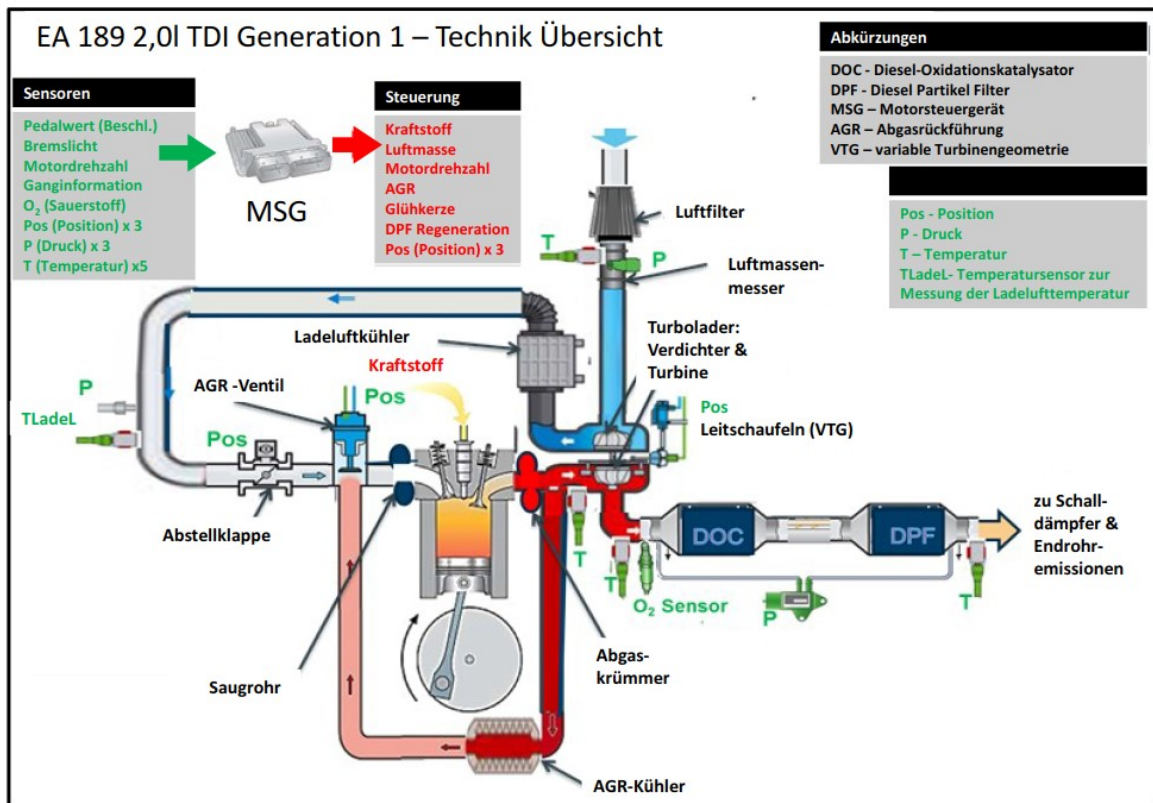 EA 189 2,0l TDI Generation 1 – Technik Übersicht
Sensoren
Pedalwert (Beschl.)
Bremslicht
Motordrehzahl
Ganginformation
O₂ (Sauerstoff)
Pos (Position) x 3
P (Druck) x 3
T (Temperatur) x5
MSG
Steuerung
Kraftstoff
Luftmasse
Motordrehzahl
AGR
Glühkerze
DPF Regeneration
Pos (Position) x 3
Abkürzungen
DOC - Diesel-Oxidationskatalysator
DPF - Diesel Partikel Filter
MSG – Motorsteuergerät
AGR – Abgasrückführung
VTG – variable Turbinengeometrie
Pos - Position
P - Druck
T – Temperatur
TLadeL- Temperatursensor zur
Messung der Ladelufttemperatur
Luftfilter
T
P
Luftmassen-
messer
Ladeluftkühler
Turbolader:
Verdichter &
Turbine
Kraftstoff
AGR -Ventil
Pos
P
TLadeL
Pos
Pos
Leitschaufeln (VTG)
Abstellklappe
zu Schall-
dämpfer &
Endrohr-
emissionen
DOC
DPF
T
T
O₂ Sensor
P
T
Saugrohr
Abgas-
krümmer
AGR-Kühler